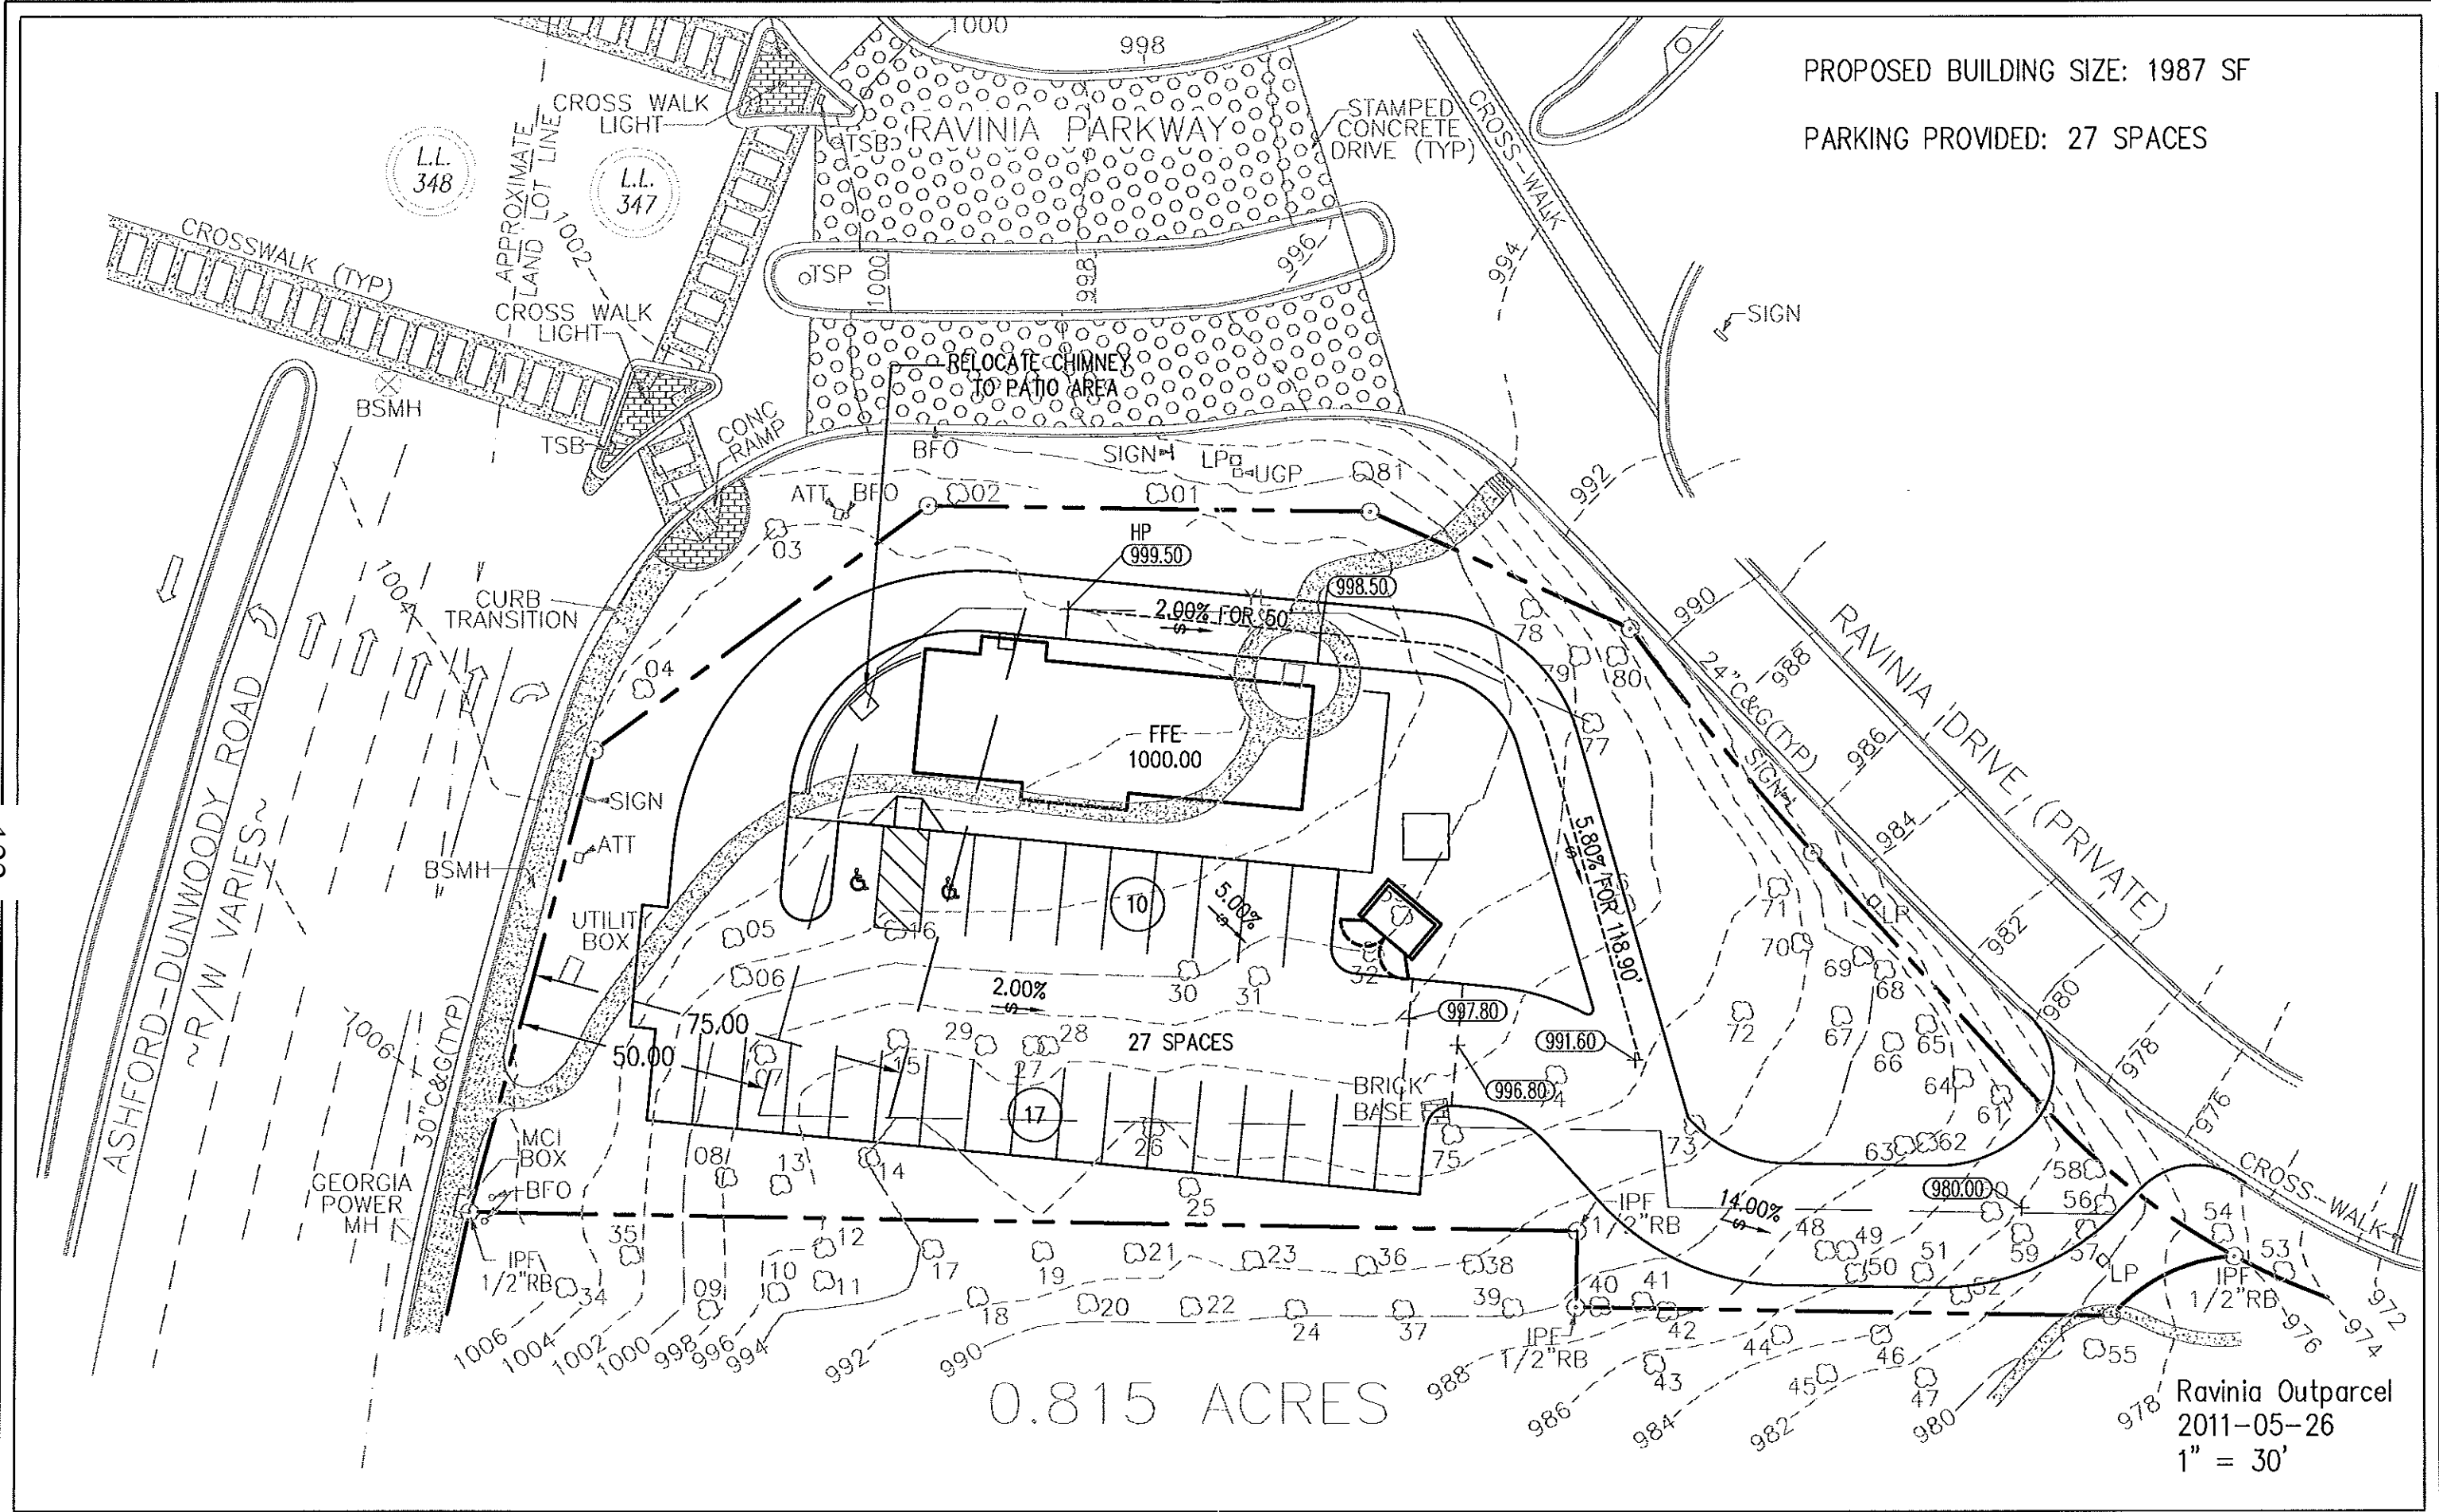 PROPOSED BUILDING SIZE: 1987 SF
PARKING PROVIDED: 27 SPACES
1000
998
CROSS WALK
LIGHT
TSB
RAVINIA PARKWAY
STAMPED
CONCRETE
DRIVE (TYP)
CROSS-WALK
L.L.
348
L.L.
347
APPROXIMATE
LAND LOT LINE
1002
CROSSWALK (TYP)
TSP
1000
998
996
994
SIGN
CROSS WALK
LIGHT
BSMH
TSB
RELOCATE CHIMNEY
TO PATIO AREA
CONC
RAMP
BFO
SIGN
LP
UGP
81
ATT
BFO
02
01
03
992
HP
999.50
998.50
2.00% FOR 50'
S
1004
CURB
TRANSITION
04
78
79
80
77
990
988
986
984
982
980
978
976
24"C&G(TYP)
SIGN
RAVINIA DRIVE (PRIVATE)
FFE
1000.00
SIGN
ATT
BSMH
UTILITY
BOX
ASHFORD-DUNWOODY ROAD
~R/W VARIES~
5.80% FOR 118.90'
S
05
06
16
10
5.00%
S
30
31
32
71
70
69
68
LP
72
67
66
65
64
61
2.00%
S
75.00
50.00
07
15
29
28
27
27 SPACES
997.80
991.60
996.80
74
BRICK
BASE
1006
30"C&G(TYP)
17
26
75
73
63
62
58
56
MCI
BOX
BFO
GEORGIA
POWER
MH
08
13
14
25
IPF
1/2"RB
14.00%
S
980.00
CROSS-WALK
54
53
IPF
1/2"RB
35
12
17
19
21
23
36
38
48
49
50
51
52
59
57
LP
IPF
1/2"RB
34
09
10
11
18
20
22
24
37
39
40
41
42
IPF
1/2"RB
43
44
45
46
47
55
1006
1004
1002
1000
998
996
994
992
990
988
986
984
982
980
978
976
974
972
0.815 ACRES
Ravinia Outparcel
2011-05-26
1" = 30'